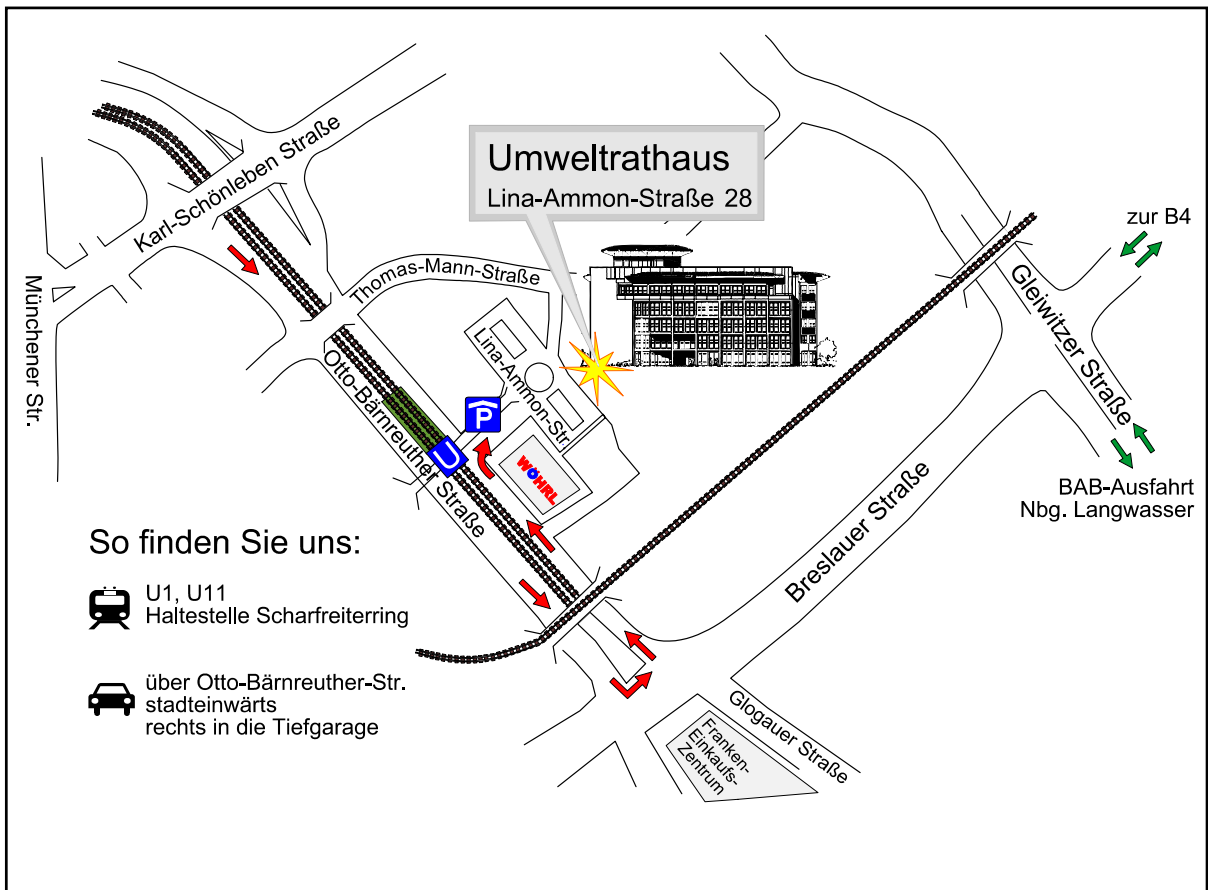 Karl-Schönleben Straße
Umweltrathaus
Lina-Ammon-Straße 28
zur B4
Münchener Str.
Thomas-Mann-Straße
Gleiwitzer Straße
Lina-Ammon-Str.
Otto-Bärnreuther Straße
P
U
WÖHRL
BAB-Ausfahrt
Nbg. Langwasser
Breslauer Straße
So finden Sie uns:
U1, U11
Haltestelle Scharfreiterring
über Otto-Bärnreuther-Str.
stadteinwärts
rechts in die Tiefgarage
Glogauer Straße
Franken-
Einkaufs-
Zentrum